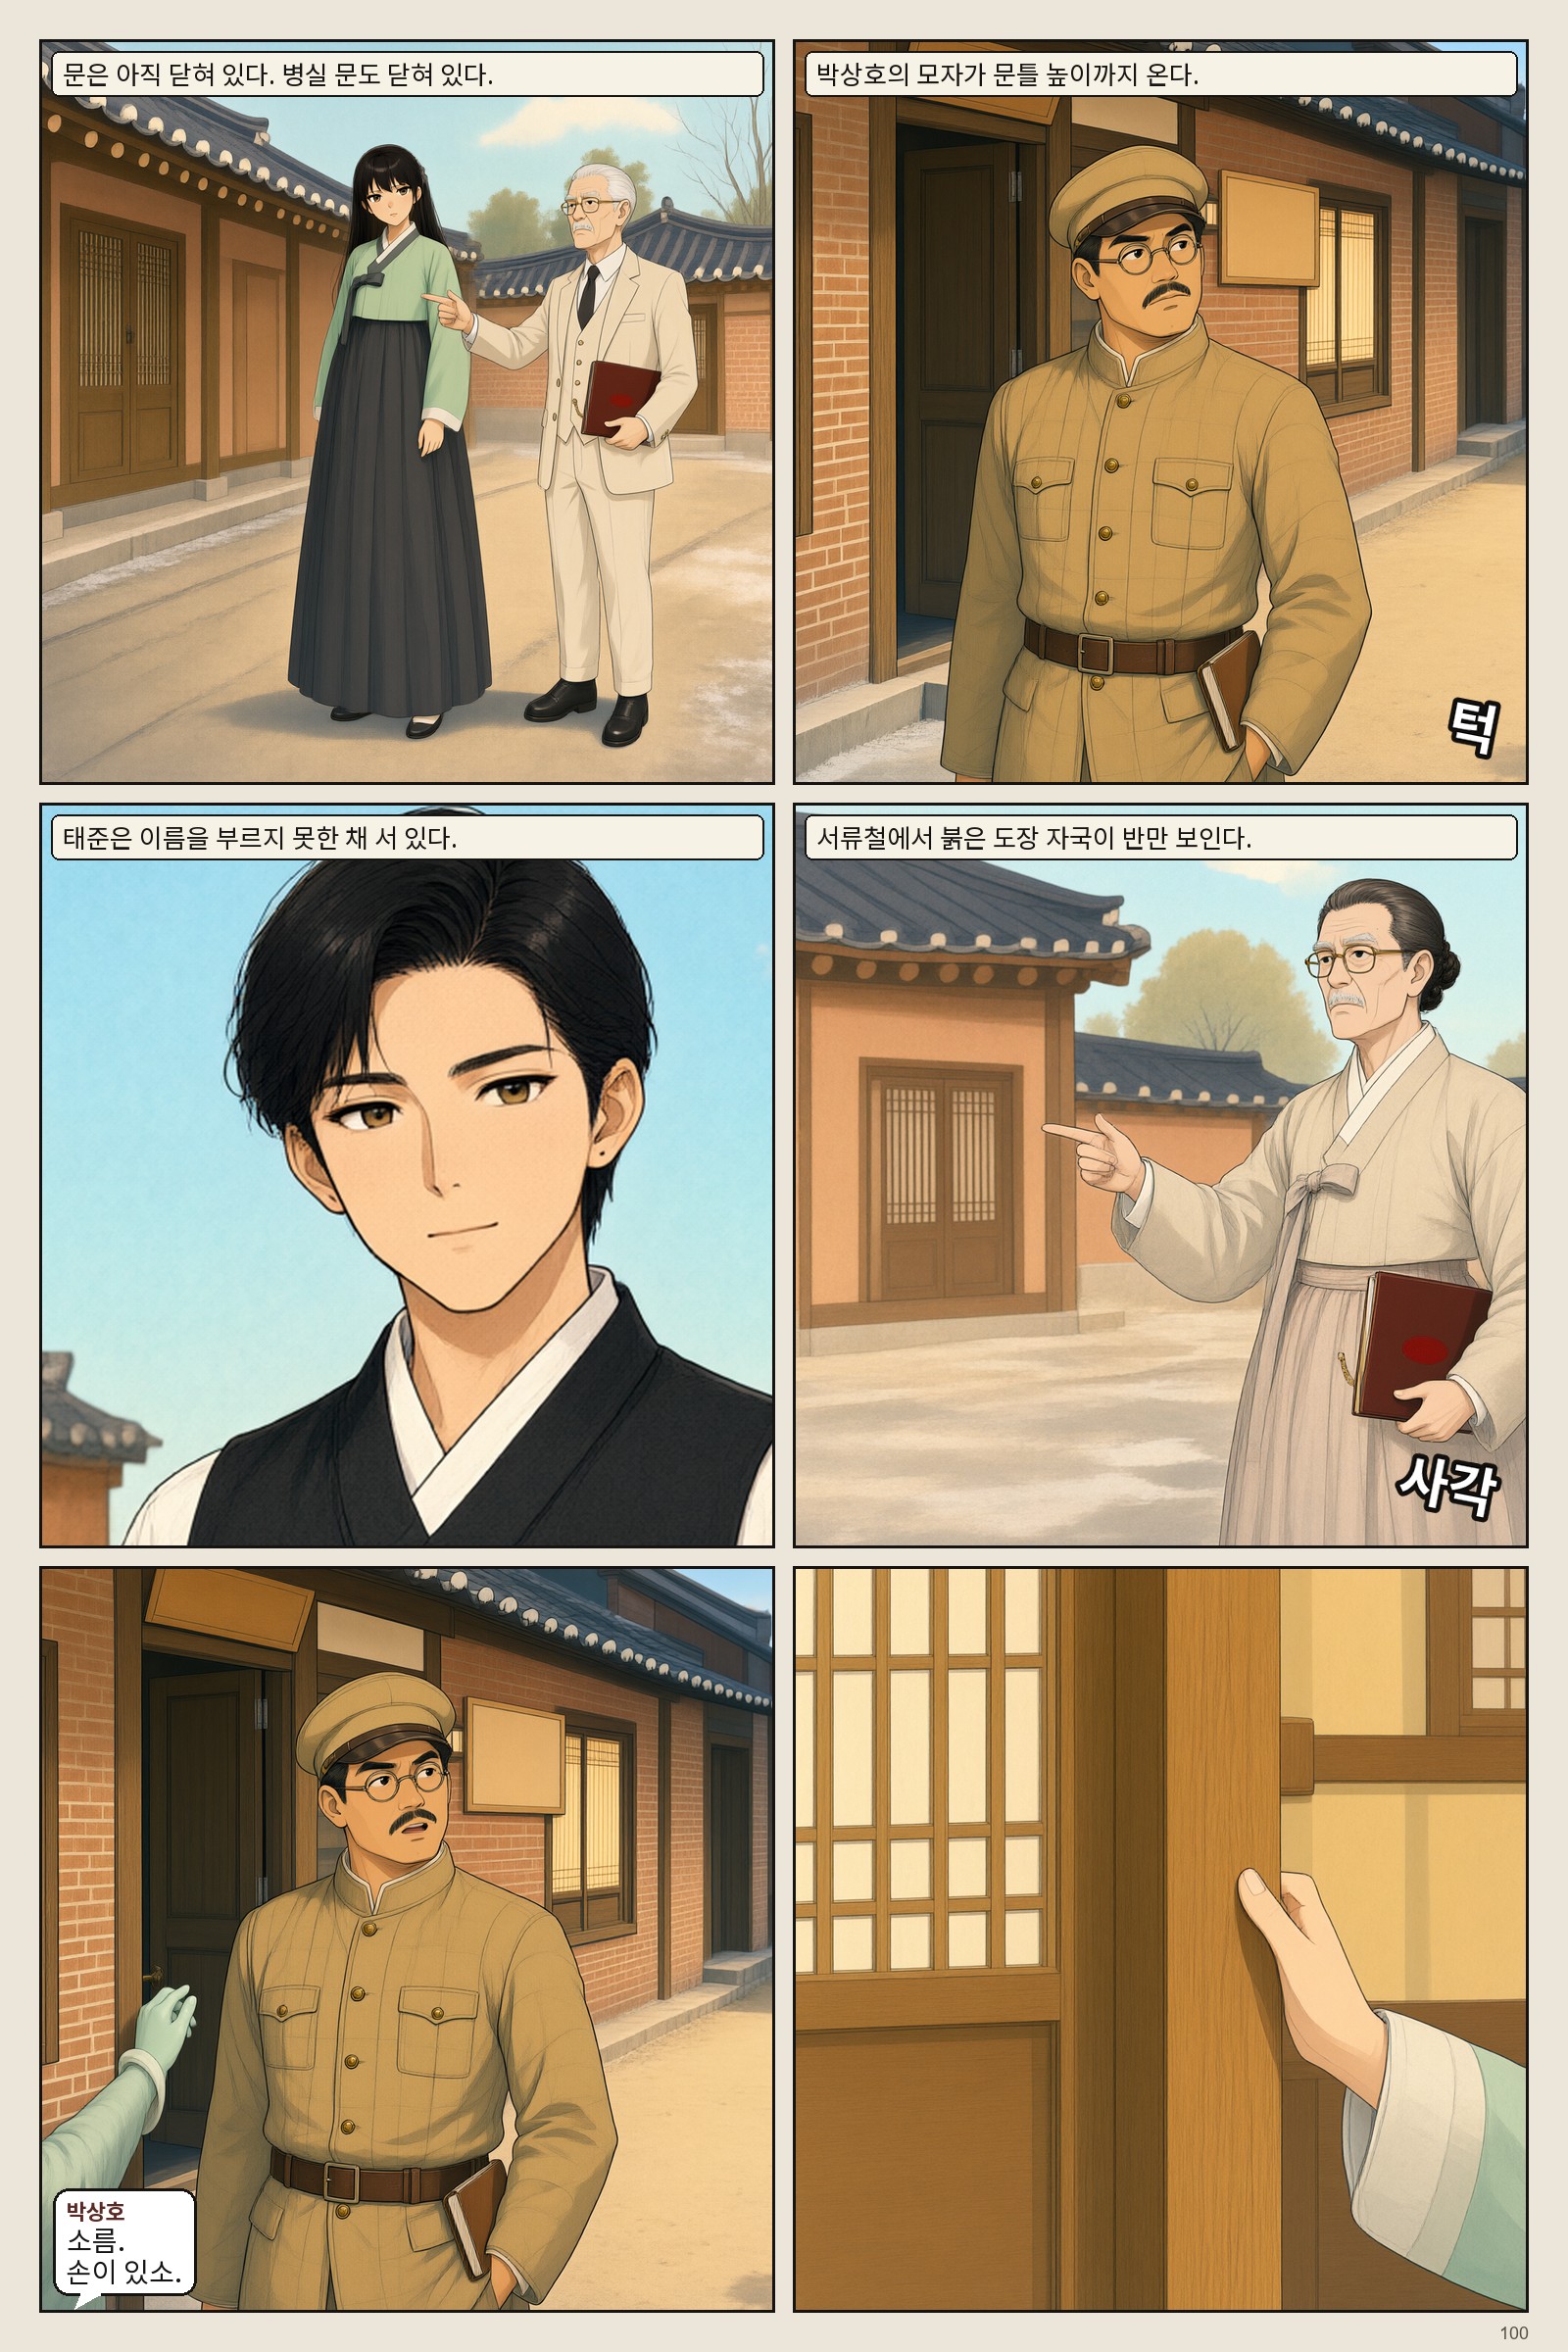 문은 아직 닫혀 있다. 병실 문도 닫혀 있다.
박상호의 모자가 문틀 높이까지 온다.
턱
태준은 이름을 부르지 못한 채 서 있다.
서류철에서 붉은 도장 자국이 반만 보인다.
사각
박상호
소름.
손이 있소.
100